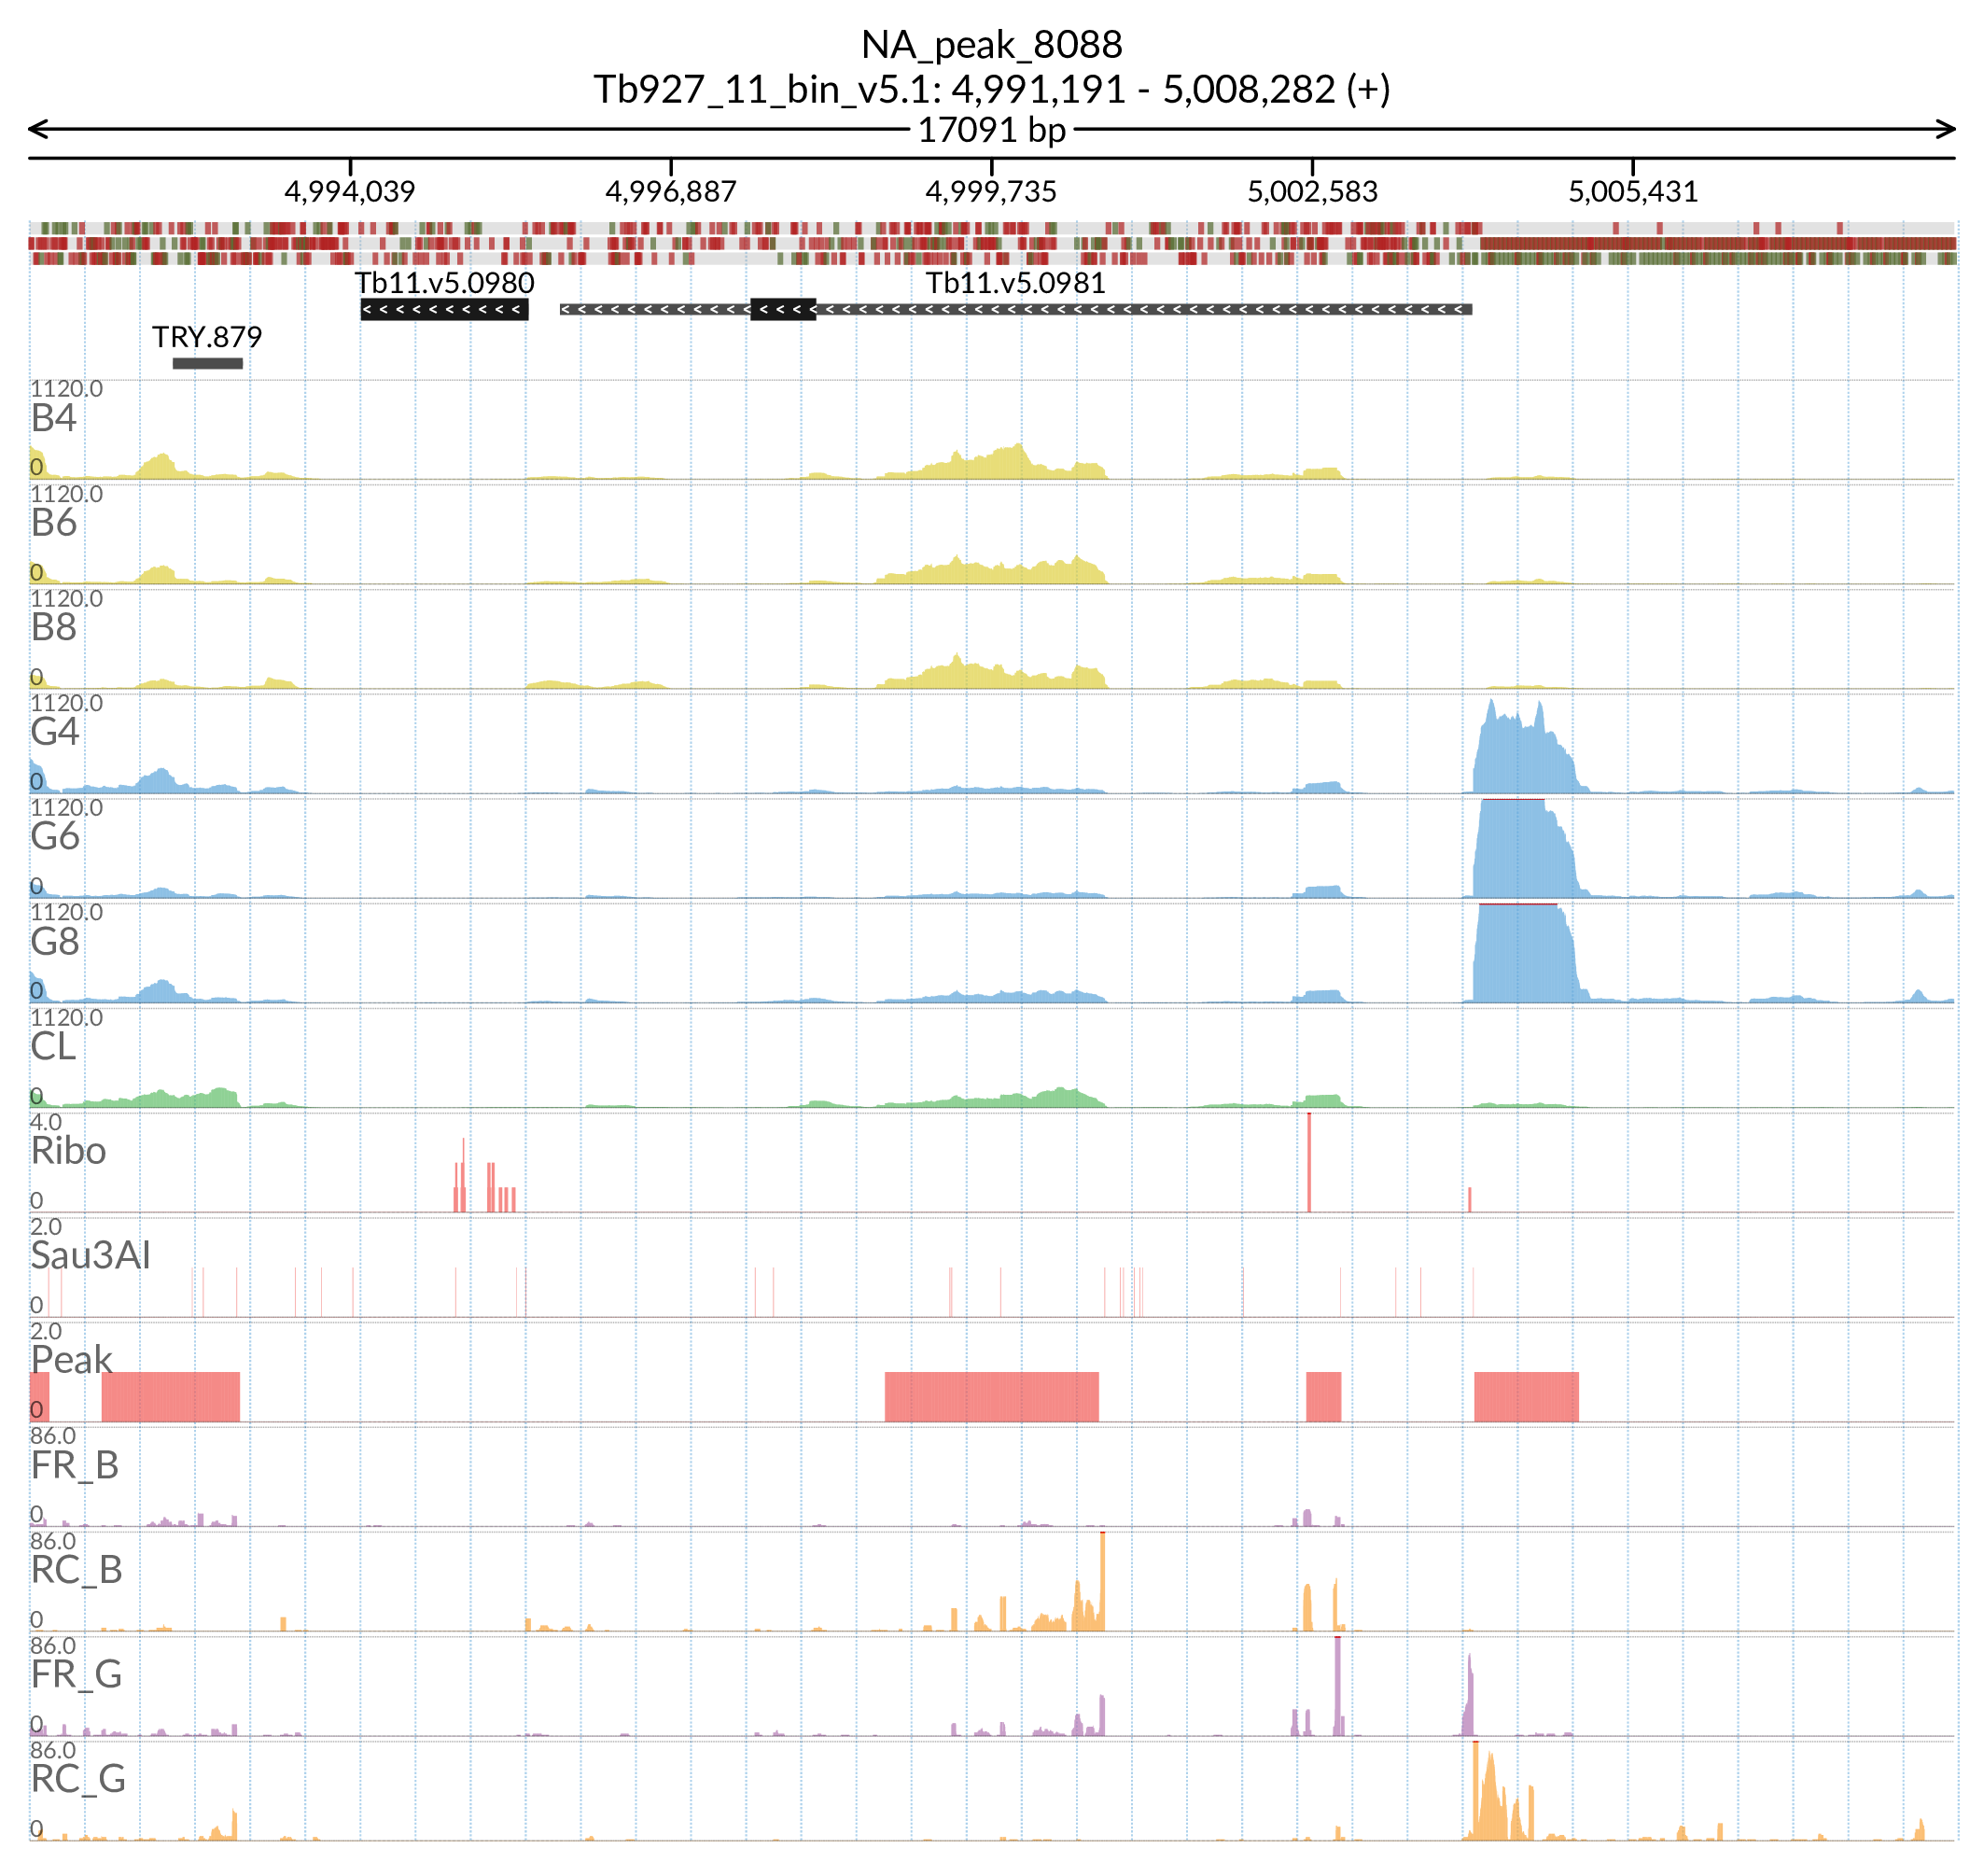 NA_peak_8088
Tb927_11_bin_v5.1: 4,991,191 - 5,008,282 (+)
17091 bp
4,994,039 4,996,887 4,999,735 5,002,583 5,005,431
Tb11.v5.0980 Tb11.v5.0981
TRY.879
1120.0
B4
0
1120.0
B6
0
1120.0
B8
0
1120.0
G4
0
1120.0
G6
0
1120.0
G8
0
1120.0
CL
0
4.0
Ribo
0
2.0
Sau3AI
0
2.0
Peak
0
86.0
FR_B
0
86.0
RC_B
0
86.0
FR_G
0
86.0
RC_G
0